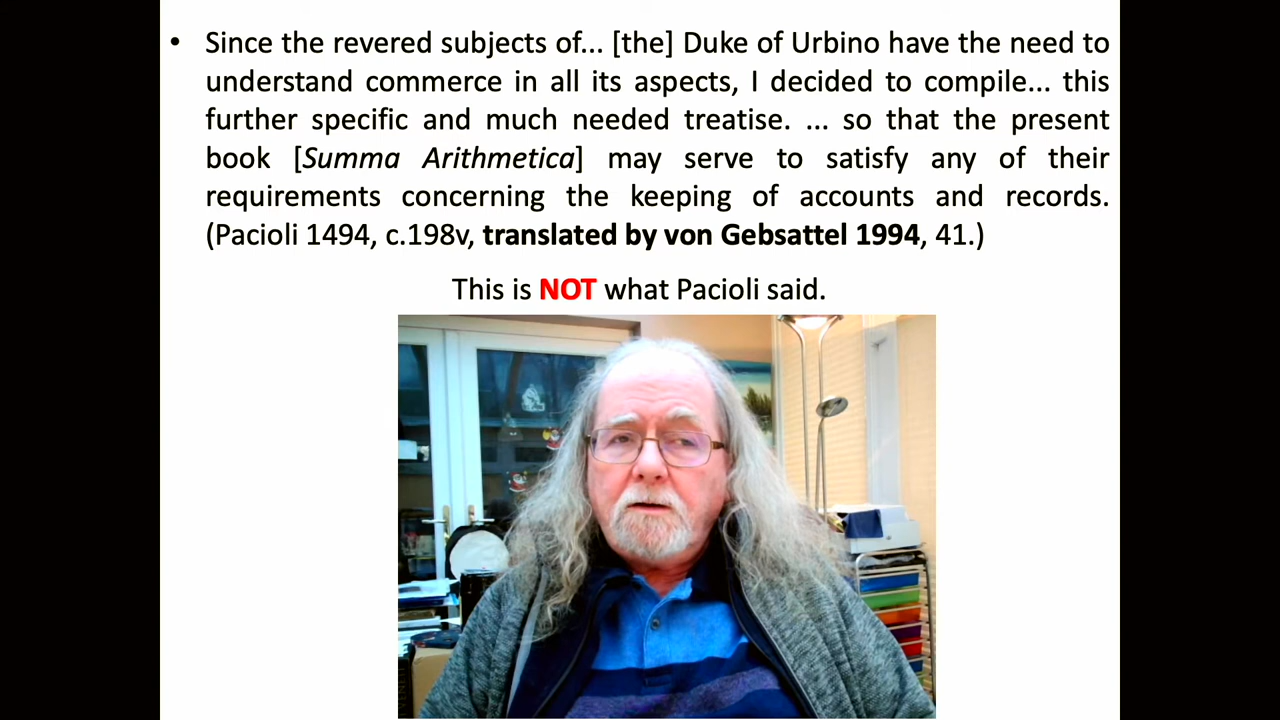 • Since the revered subjects of... [the] Duke of Urbino have the need to
understand commerce in all its aspects, I decided to compile... this
further specific and much needed treatise. ... so that the present
book [Summa Arithmetica] may serve to satisfy any of their
requirements concerning the keeping of accounts and records.
(Pacioli 1494, c.198v, translated by von Gebsattel 1994, 41.)
This is NOT what Pacioli said.